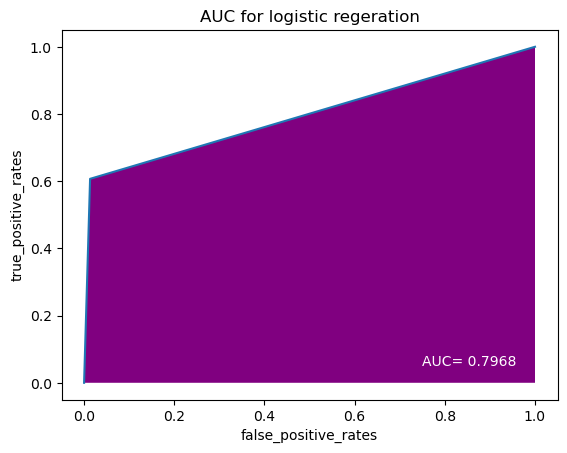 AUC for logistic regeration
1.0
0.8
0.6
0.4
0.2
0.0
true_positive_rates
AUC= 0.7968
0.0 0.2 0.4 0.6 0.8 1.0
false_positive_rates